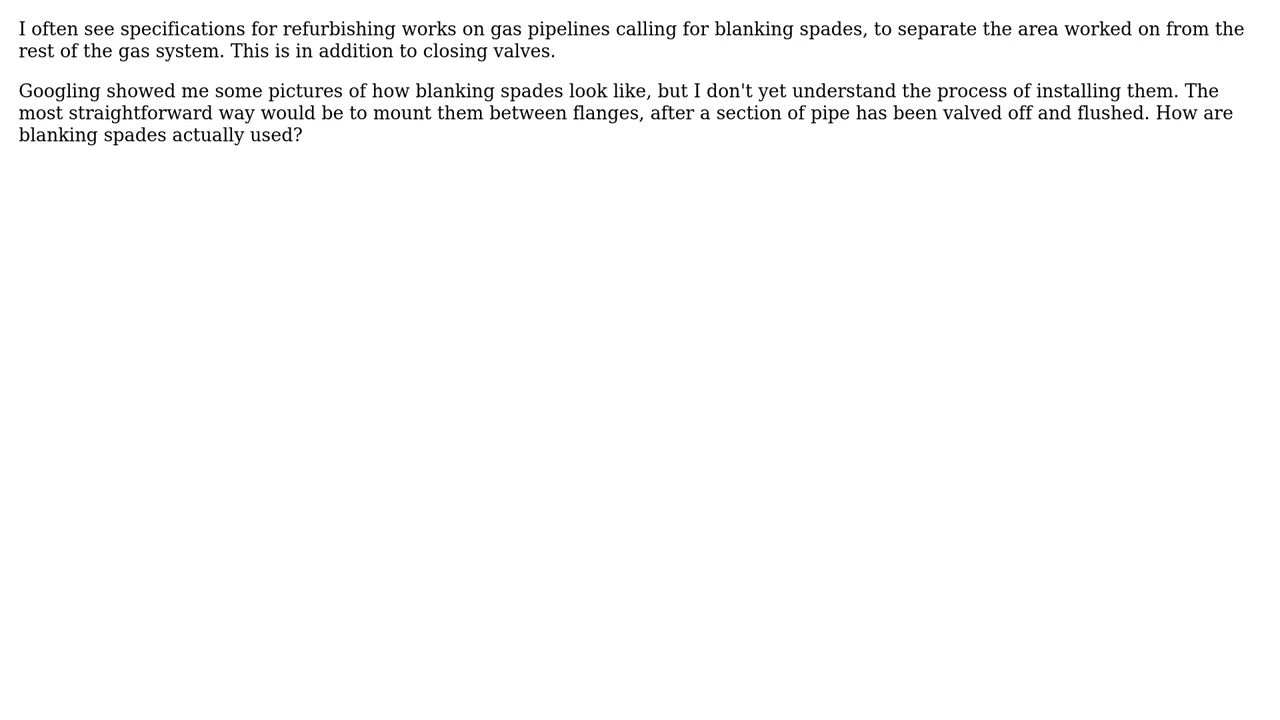 I often see specifications for refurbishing works on gas pipelines calling for blanking spades, to separate the area worked on from the
rest of the gas system. This is in addition to closing valves.
Googling showed me some pictures of how blanking spades look like, but I don't yet understand the process of installing them. The
most straightforward way would be to mount them between flanges, after a section of pipe has been valved off and flushed. How are
blanking spades actually used?